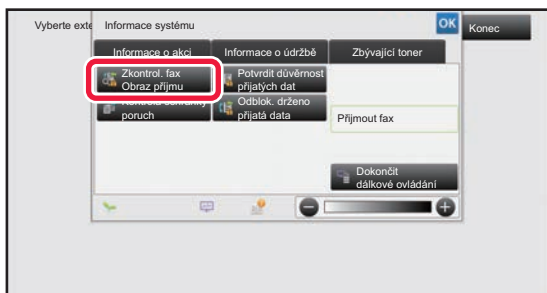 Vyberte exte
Informace systému
OK
Konec
Informace o akci
Informace o údržbě
Zbývající toner
Zkontrol. fax
Obraz příjmu
Potvrdit důvěrnost
přijatých dat
poruch
Odblok. drženo
přijatá data
Přijmout fax
Dokončit
dálkové ovládání